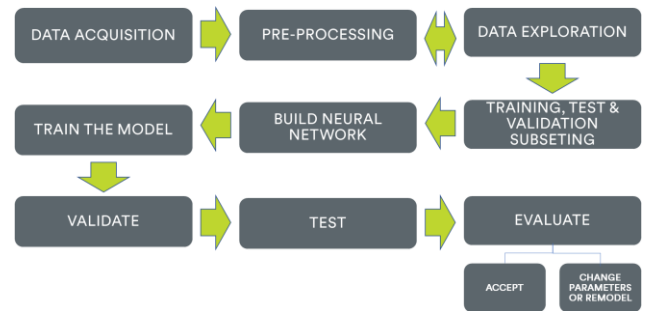 DATA ACQUISITION
PRE-PROCESSING
DATA EXPLORATION
TRAINING, TEST &
VALIDATION
SUBSETING
BUILD NEURAL
NETWORK
TRAIN THE MODEL
VALIDATE
TEST
EVALUATE
ACCEPT
CHANGE
PARAMETERS
OR REMODEL